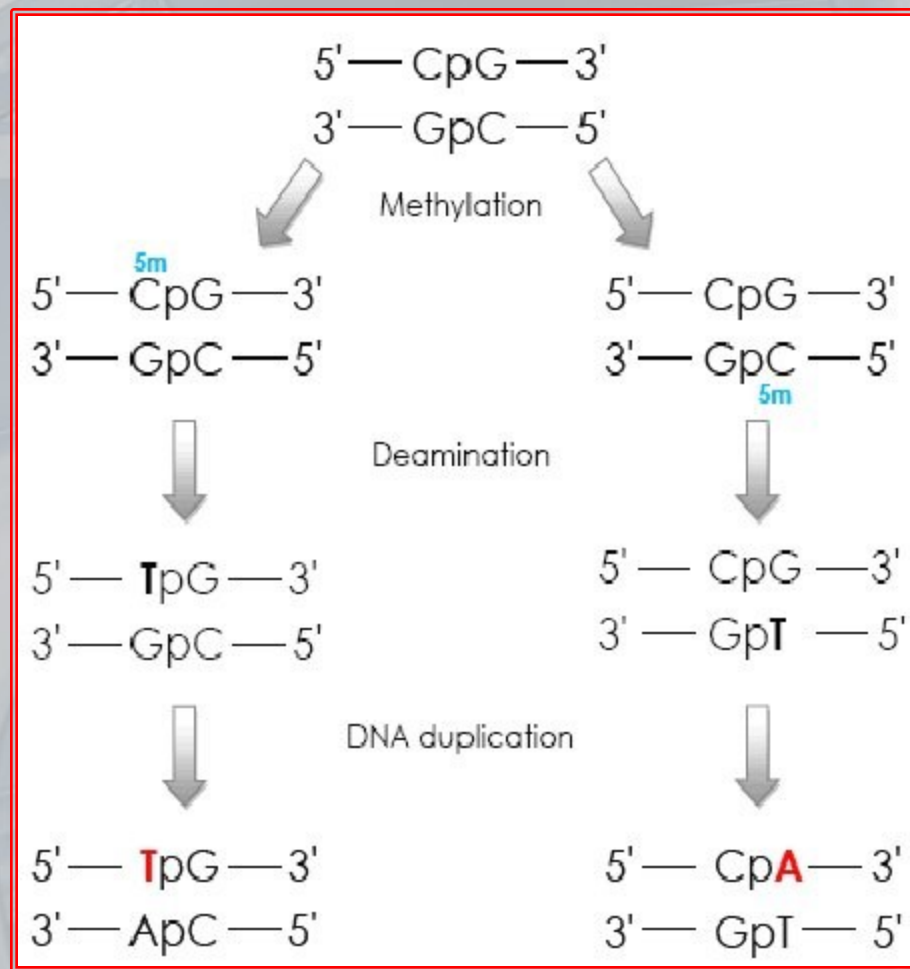 5'— CpG —3'
3'— GpC —5'
Methylation
5m
5'— CpG —3'
3'— GpC —5'
5'— CpG —3'
3'— GpC —5'
5m
Deamination
5'— TpG —3'
3'— GpC —5'
5'— CpG —3'
3'— GpT —5'
DNA duplication
5'— TpG —3'
3'— ApC —5'
5'— CpA —3'
3'— GpT —5'